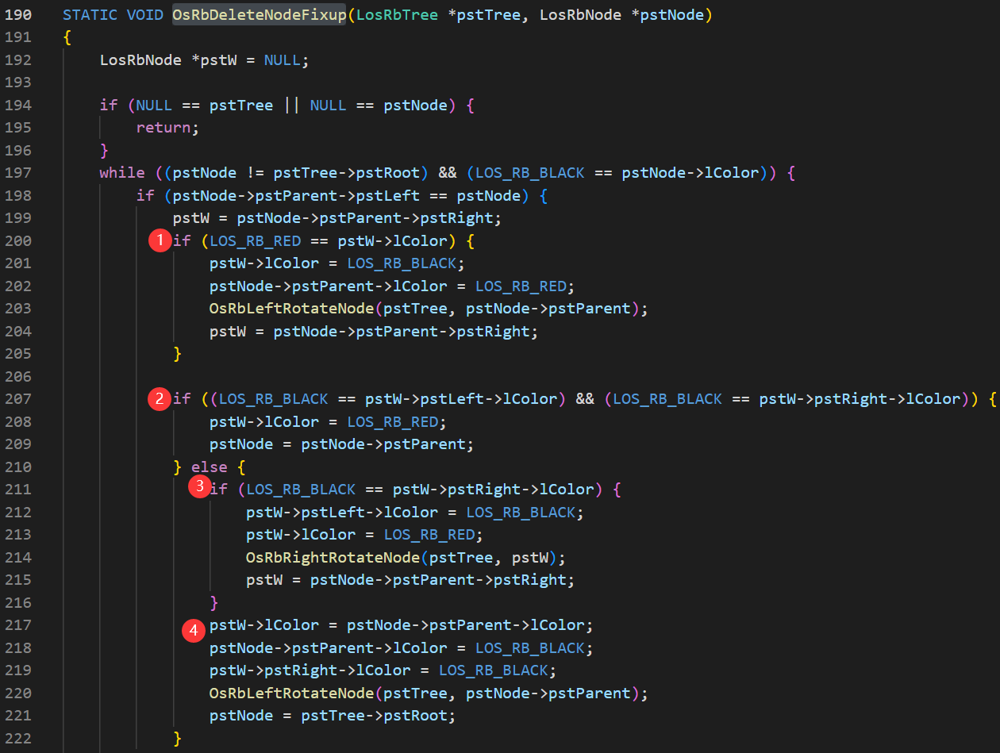 190 STATIC VOID OsRbDeleteNodeFixup(LosRbTree *pstTree, LosRbNode *pstNode)
191 {
192     LosRbNode *pstW = NULL;
193
194     if (NULL == pstTree || NULL == pstNode) {
195         return;
196     }
197     while ((pstNode != pstTree->pstRoot) && (LOS_RB_BLACK == pstNode->lColor)) {
198         if (pstNode->pstParent->pstLeft == pstNode) {
199             pstW = pstNode->pstParent->pstRight;
200             1 if (LOS_RB_RED == pstW->lColor) {
201                 pstW->lColor = LOS_RB_BLACK;
202                 pstNode->pstParent->lColor = LOS_RB_RED;
203                 OsRbLeftRotateNode(pstTree, pstNode->pstParent);
204                 pstW = pstNode->pstParent->pstRight;
205             }
206
207             2 if ((LOS_RB_BLACK == pstW->pstLeft->lColor) && (LOS_RB_BLACK == pstW->pstRight->lColor)) {
208                 pstW->lColor = LOS_RB_RED;
209                 pstNode = pstNode->pstParent;
210             } else {
211                 3 if (LOS_RB_BLACK == pstW->pstRight->lColor) {
212                     pstW->pstLeft->lColor = LOS_RB_BLACK;
213                     pstW->lColor = LOS_RB_RED;
214                     OsRbRightRotateNode(pstTree, pstW);
215                     pstW = pstNode->pstParent->pstRight;
216                 }
217                 4 pstW->lColor = pstNode->pstParent->lColor;
218                 pstNode->pstParent->lColor = LOS_RB_BLACK;
219                 pstW->pstRight->lColor = LOS_RB_BLACK;
220                 OsRbLeftRotateNode(pstTree, pstNode->pstParent);
221                 pstNode = pstTree->pstRoot;
222             }